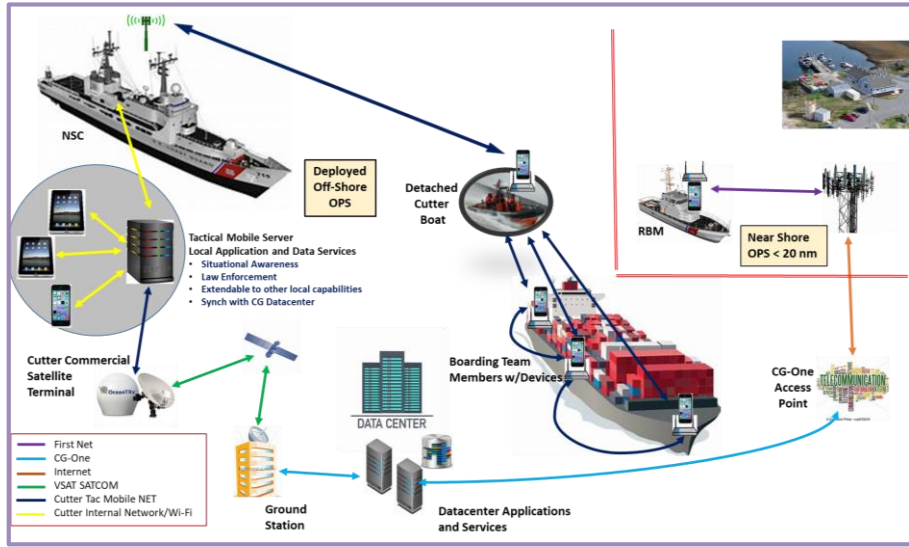 NSC
Deployed
Off-Shore
OPS
Detached
Cutter
Boat
RBM
Near Shore
OPS < 20 nm
Tactical Mobile Server
Local Application and Data Services
• Situational Awareness
• Law Enforcement
• Extendable to other local capabilities
• Synch with CG Datacenter
Cutter Commercial
Satellite
Terminal
Boarding Team
Members w/Devices
CG-One
Access
Point
TELECOMMUNICATION
DATA CENTER
First Net
CG-One
Internet
VSAT SATCOM
Cutter Tac Mobile NET
Cutter Internal Network/Wi-Fi
Ground
Station
Datacenter Applications
and Services